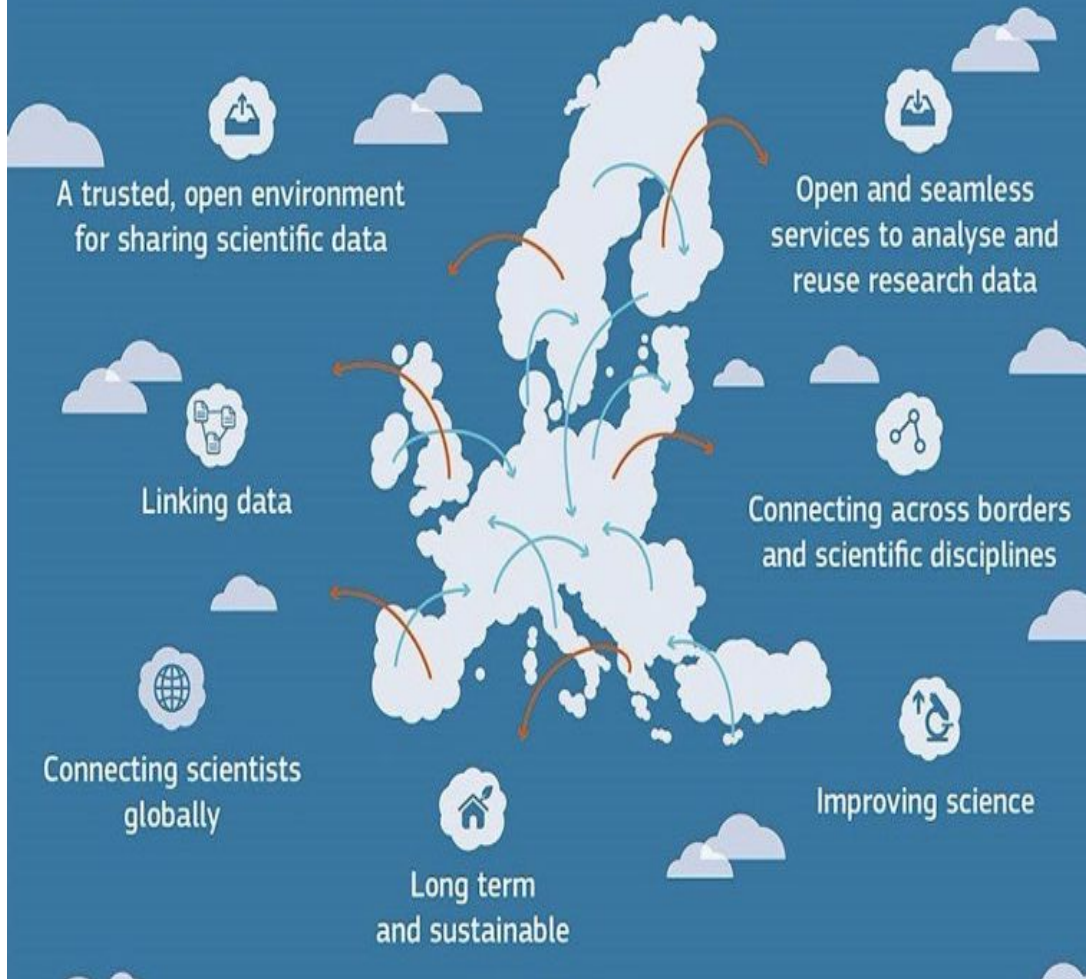 A trusted, open environment
for sharing scientific data
Open and seamless
services to analyse and
reuse research data
Linking data
Connecting across borders
and scientific disciplines
Connecting scientists
globally
Improving science
Long term
and sustainable